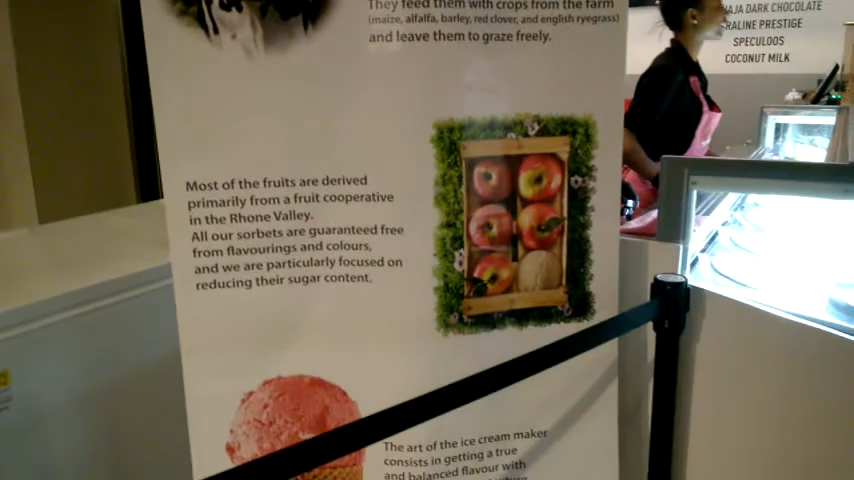 They feed them with crops from the farm
(maize, alfalfa, barley, red clover, and english ryegrass)
and leave them to graze freely.
Most of the fruits are derived
primarily from a fruit cooperative
in the Rhone Valley.
All our sorbets are guaranteed free
from flavourings and colours,
and we are particularly focused on
reducing their sugar content.
The art of the ice cream maker
consists in getting a true
and balanced flavour with
DARK CHOCOLATE
PRALINE PRESTIGE
SPECULOOS
COCONUT MILK